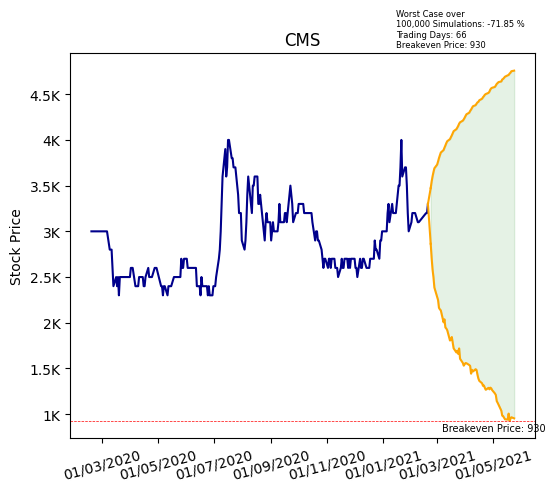 Worst Case over
100,000 Simulations: -71.85 %
Trading Days: 66
Breakeven Price: 930
CMS
Stock Price
4.5K
4K
3.5K
3K
2.5K
2K
1.5K
1K
Breakeven Price: 930
01/03/2020
01/05/2020
01/07/2020
01/09/2020
01/11/2020
01/01/2021
01/03/2021
01/05/2021